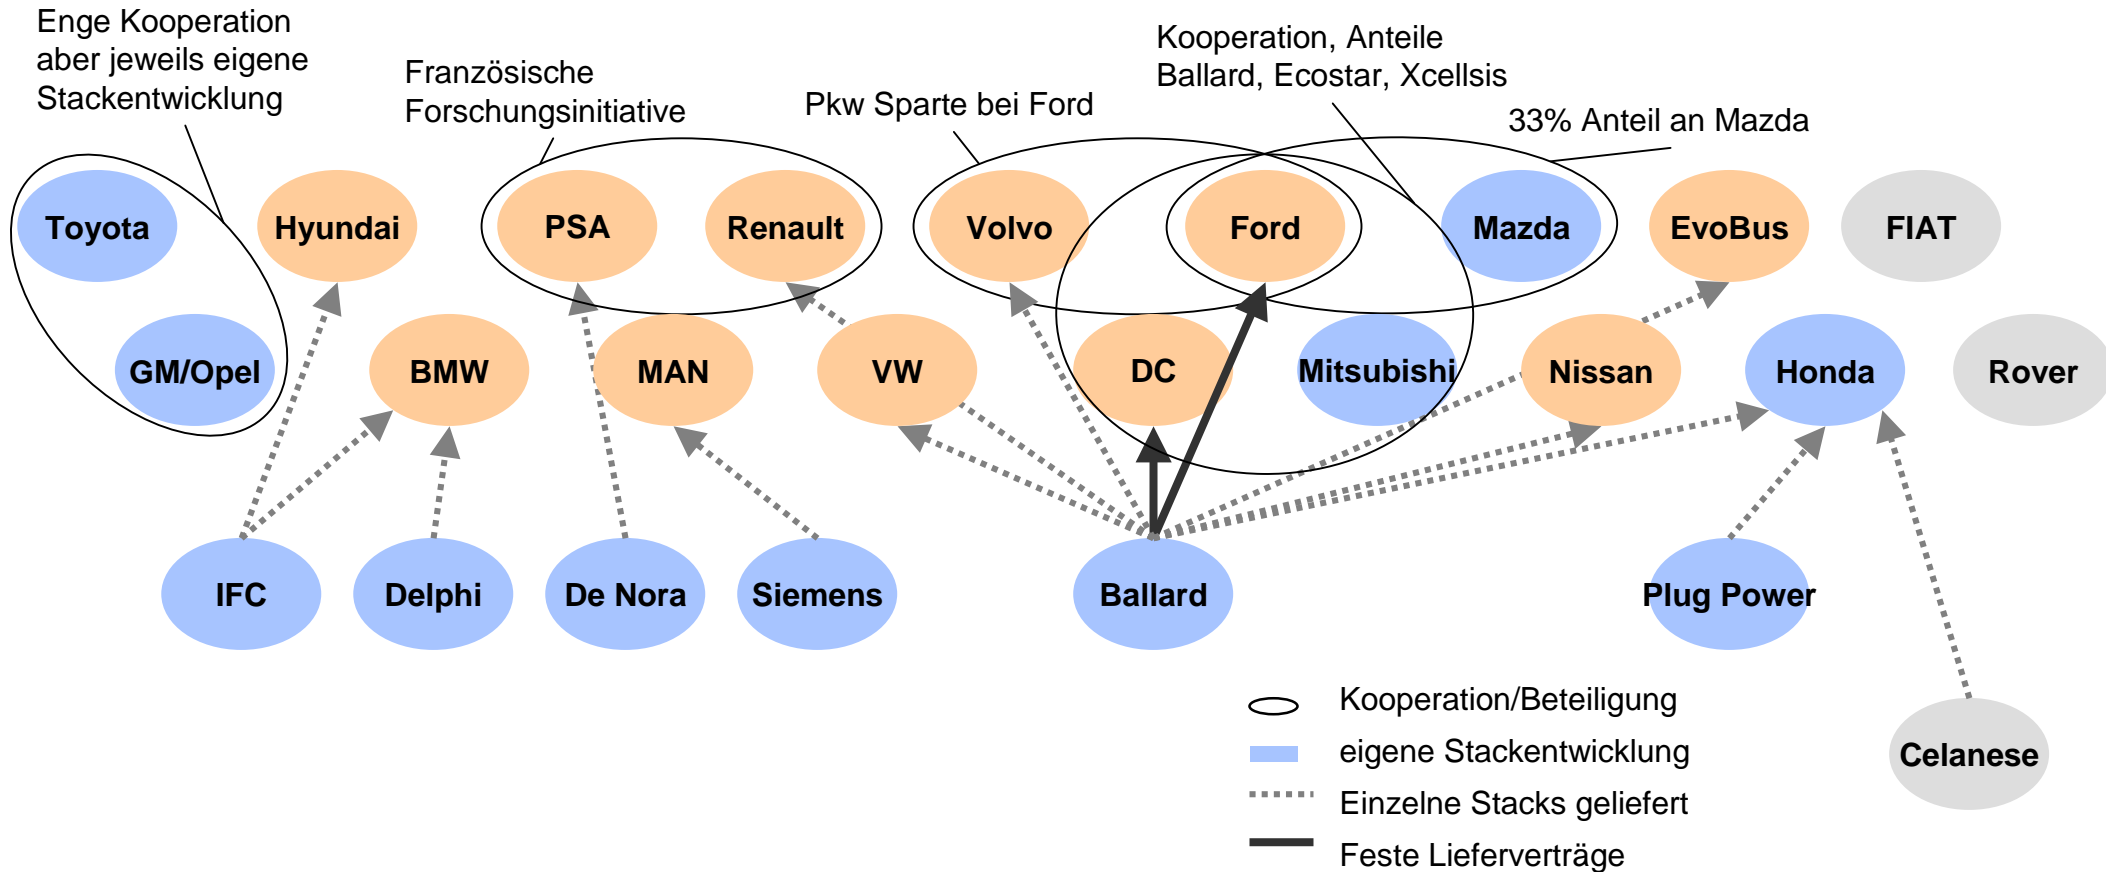 Enge Kooperation
aber jeweils eigene
Stackentwicklung
Französische
Forschungsinitiative
Pkw Sparte bei Ford
Kooperation, Anteile
Ballard, Ecostar, Xcellsis
33% Anteil an Mazda
Toyota
Hyundai
PSA
Renault
Volvo
Ford
Mazda
EvoBus
FIAT
GM/Opel
BMW
MAN
VW
DC
Mitsubishi
Nissan
Honda
Rover
IFC
Delphi
De Nora
Siemens
Ballard
Plug Power
Celanese
Kooperation/Beteiligung
eigene Stackentwicklung
Einzelne Stacks geliefert
Feste Lieferverträge